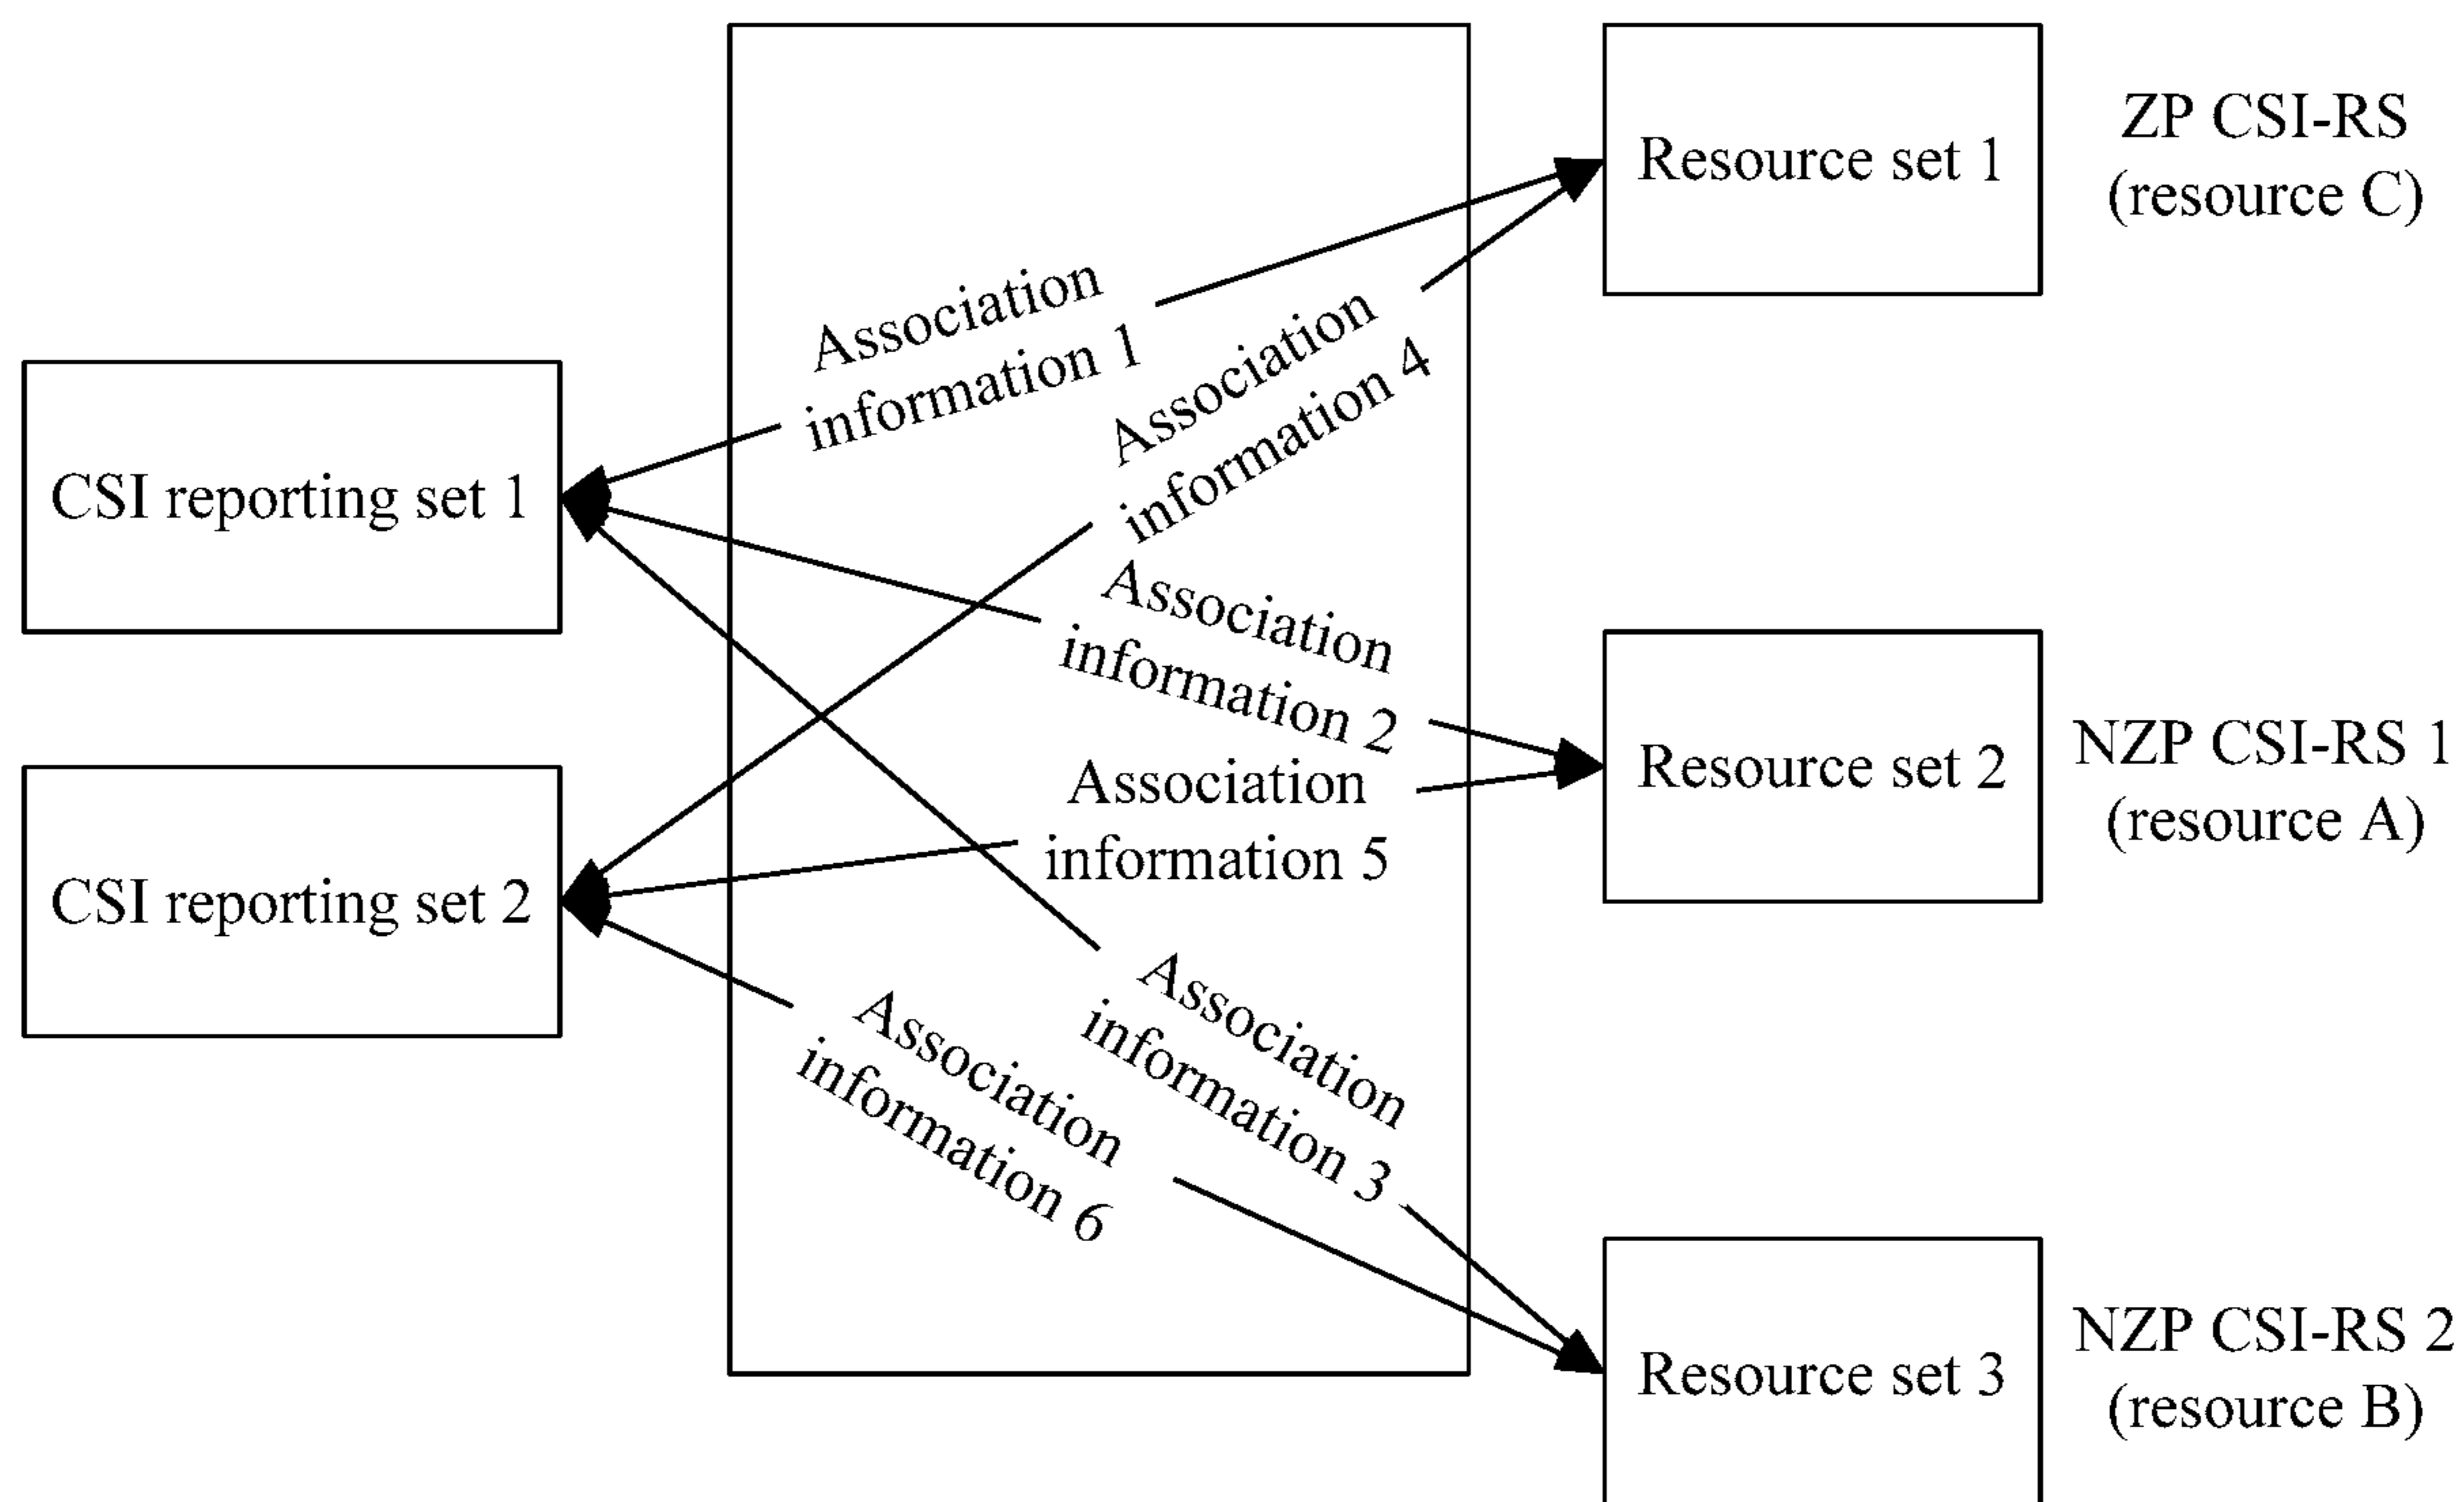 CSI reporting set 1
CSI reporting set 2
Association
information 1
Association
information 4
Association
information 2
Association
information 5
Association
information 3
Association
information 6
Resource set 1
ZP CSI-RS
(resource C)
Resource set 2
NZP CSI-RS 1
(resource A)
Resource set 3
NZP CSI-RS 2
(resource B)